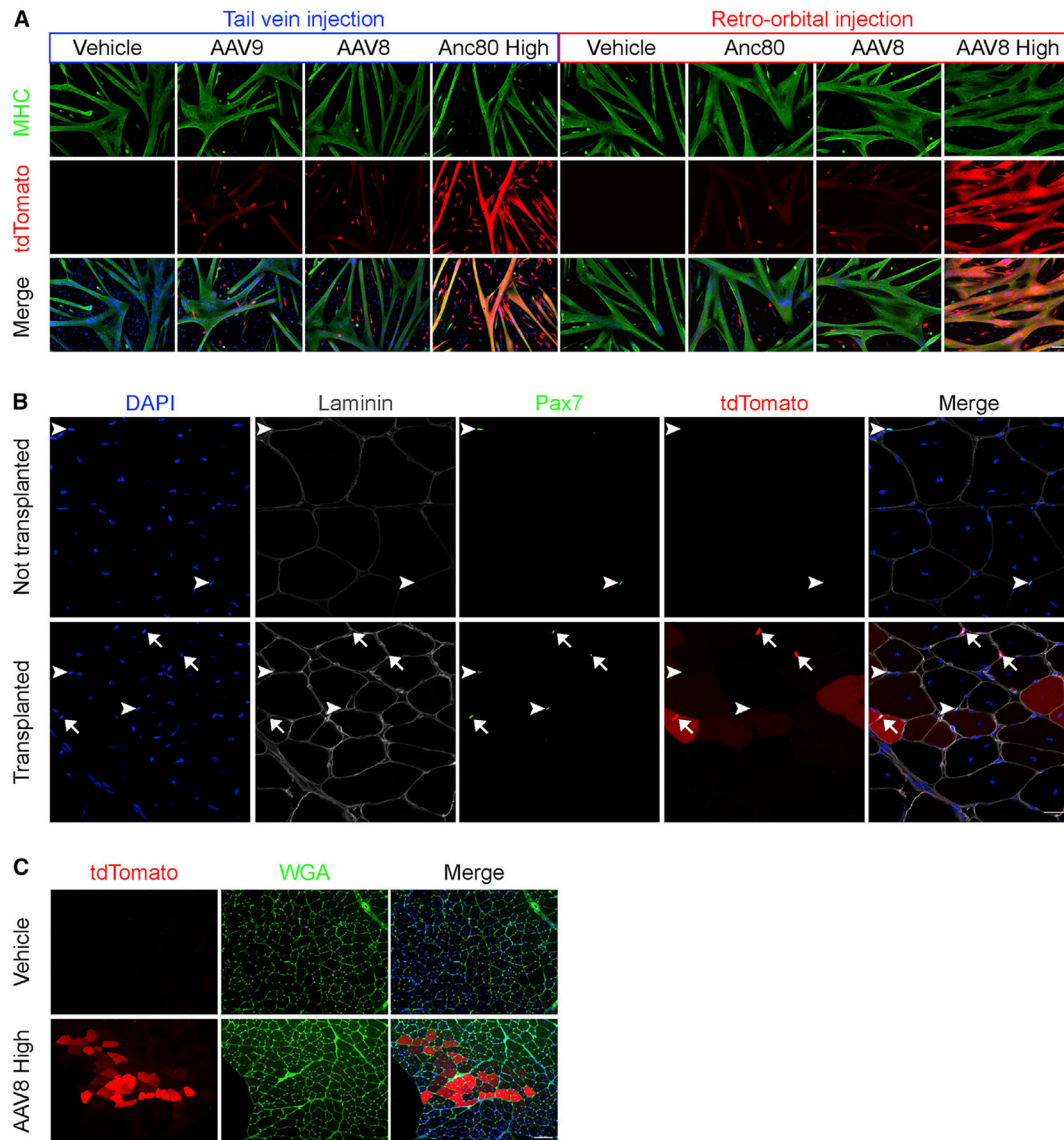 A
Tail vein injection Retro-orbital injection
Vehicle AAV9 AAV8 Anc80 High Vehicle Anc80 AAV8 AAV8 High
MHC
tdTomato
Merge
B
DAPI Laminin Pax7 tdTomato Merge
Not transplanted
Transplanted
C
tdTomato WGA Merge
Vehicle
AAV8 High